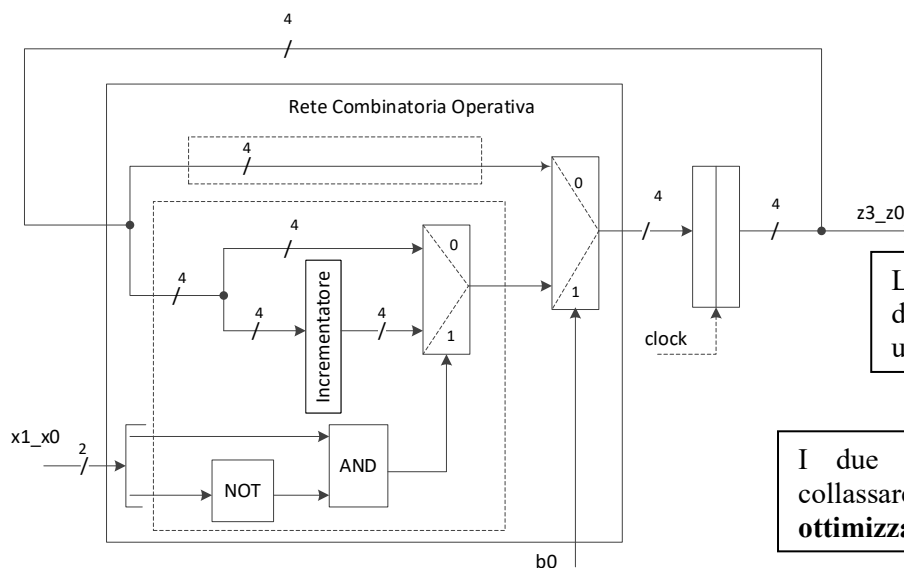 4
Rete Combinatoria Operativa
4
0
4
4
z3_z0
4
0
4
1
4
4
Incrementatore
1
clock
x1_x0
2
AND
NOT
b0
L
d
u
I due
collassar
ottimizza